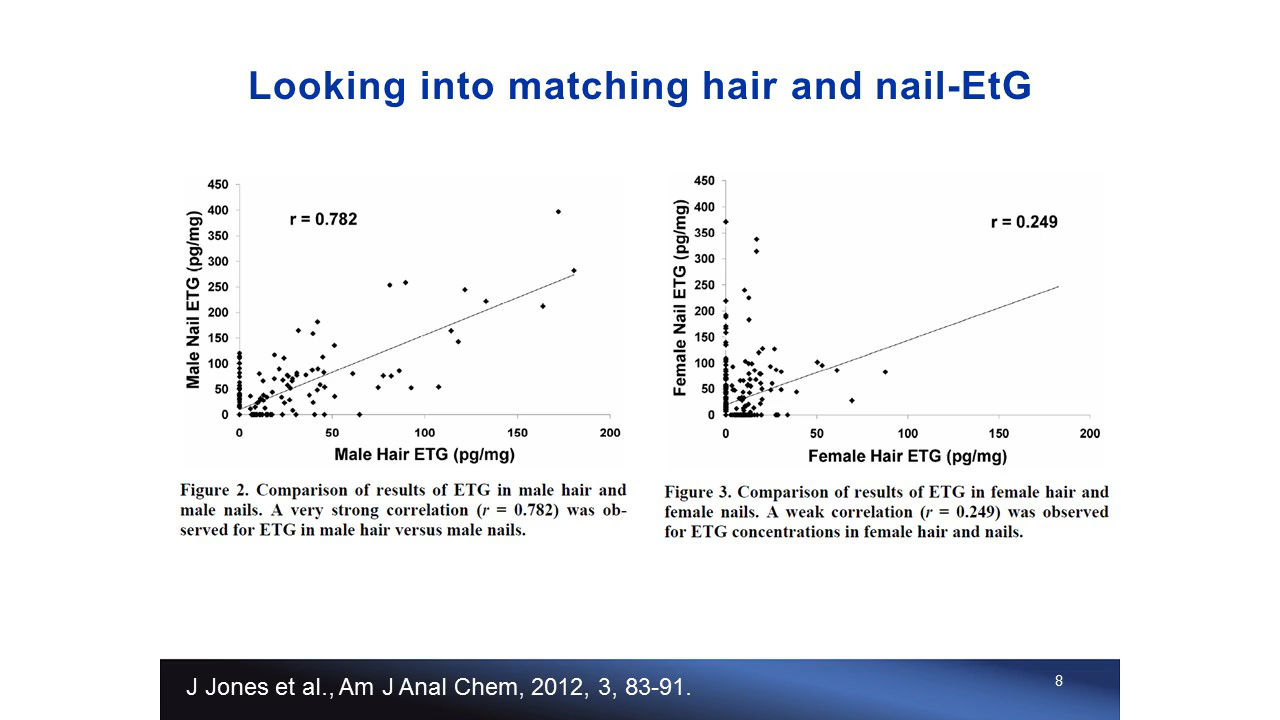 Looking into matching hair and nail-EtG
450
400
350
300
250
200
150
100
50
0
Male Nail ETG (pg/mg)
r = 0.782
0
50
100
150
200
Male Hair ETG (pg/mg)
Figure 2. Comparison of results of ETG in male hair and
male nails. A very strong correlation (r = 0.782) was ob-
served for ETG in male hair versus male nails.
450
400
350
300
250
200
150
100
50
0
Female Nail ETG (pg/mg)
r = 0.249
0
50
100
150
200
Female Hair ETG (pg/mg)
Figure 3. Comparison of results of ETG in female hair and
female nails. A weak correlation (r = 0.249) was observed
for ETG concentrations in female hair and nails.
J Jones et al., Am J Anal Chem, 2012, 3, 83-91.
8